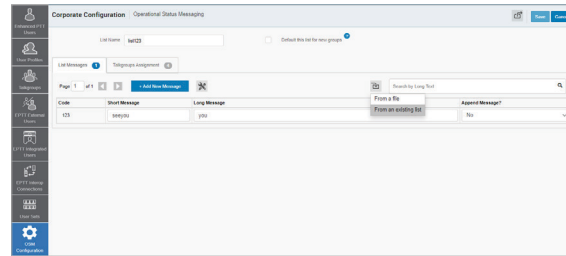 Enhanced PTT
Users
User Profiles
Talkgroups
EPTT External
Users
EPTT Integrated
Users
EPTT Interop
Connections
User Sets
OSM
Configuration
Corporate Configuration Operational Status Messaging
Save
List Name list123
Default this list for new groups
List Messages 1 Talkgroups Assignment
Page 1 of 1 + Add New Message
Search by Long Text
From a file
From an existing list
Code Short Message Long Message Append Message?
123 seeyou you No